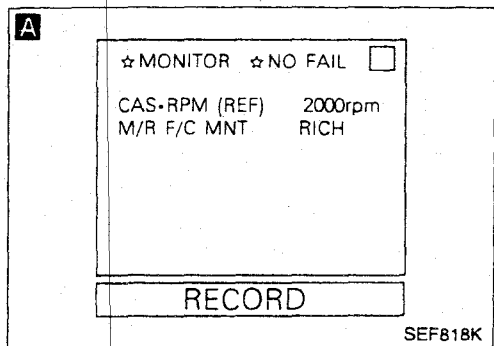 A
☆MONITOR ☆NO FAIL
CAS•RPM (REF) 2000rpm
M/R F/C MNT RICH
RECORD
SEF818K